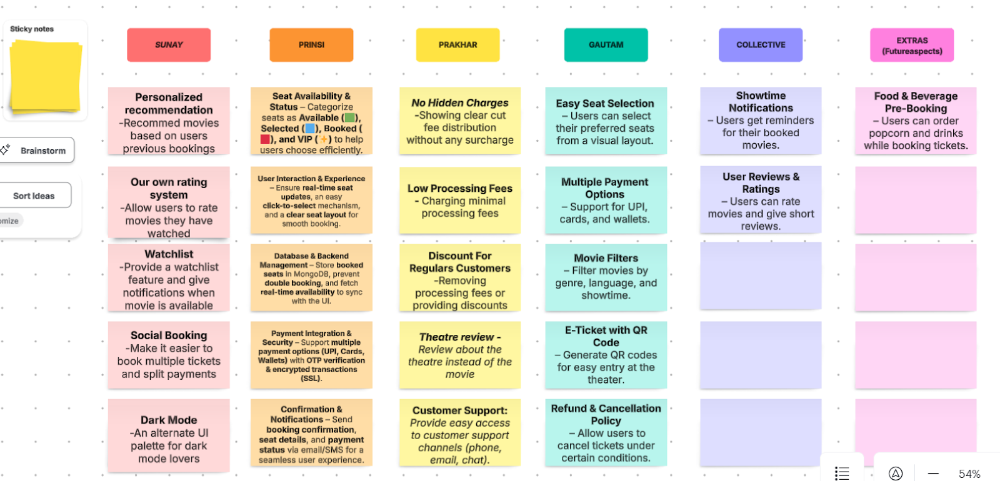 Sticky notes
Brainstorm
Sort Ideas
omize
SUNAY
Personalized
recommendation
-Recommed movies
based on users
previous bookings
Our own rating
system
-Allow users to rate
movies they have
watched
Watchlist
-Provide a watchlist
feature and give
notifications when
movie is available
Social Booking
-Make it easier to
book multiple tickets
and split payments
Dark Mode
-An alternate UI
palette for dark
mode lovers
PRINSI
Seat Availability &
Status – Categorize
seats as Available (🟩),
Selected (🟦), Booked (
🟥), and VIP (✨) to help
users choose efficiently.
User Interaction & Experience
– Ensure real-time seat
updates, an easy
click-to-select mechanism,
and a clear seat layout for
smooth booking.
Database & Backend
Management – Store booked
seats in MongoDB, prevent
double booking, and fetch
real-time availability to sync
with the UI.
Payment Integration &
Security – Support multiple
payment options (UPI, Cards,
Wallets) with OTP verification
& encrypted transactions
(SSL).
Confirmation &
Notifications – Send
booking confirmation,
seat details, and payment
status via email/SMS for a
seamless user experience.
PRAKHAR
No Hidden Charges
-Showing clear cut
fee distribution
without any surcharge
Low Processing Fees
- Charging minimal
processing fees
Discount For
Regulars Customers
-Removing
processing fees or
providing discounts
Theatre review -
Review about the
theatre instead of the
movie
Customer Support:
Provide easy access
to customer support
channels (phone,
email, chat).
GAUTAM
Easy Seat Selection
– Users can select
their preferred seats
from a visual layout.
Multiple Payment
Options
– Support for UPI,
cards, and wallets.
Movie Filters
– Filter movies by
genre, language, and
showtime.
E-Ticket with QR
Code
– Generate QR codes
for easy entry at the
theater.
Refund & Cancellation
Policy
– Allow users to
cancel tickets under
certain conditions.
COLLECTIVE
Showtime
Notifications
– Users get reminders
for their booked
movies.
User Reviews &
Ratings
– Users can rate
movies and give short
reviews.
EXTRAS
(Futureaspects)
Food & Beverage
Pre-Booking
– Users can order
popcorn and drinks
while booking tickets.
54%